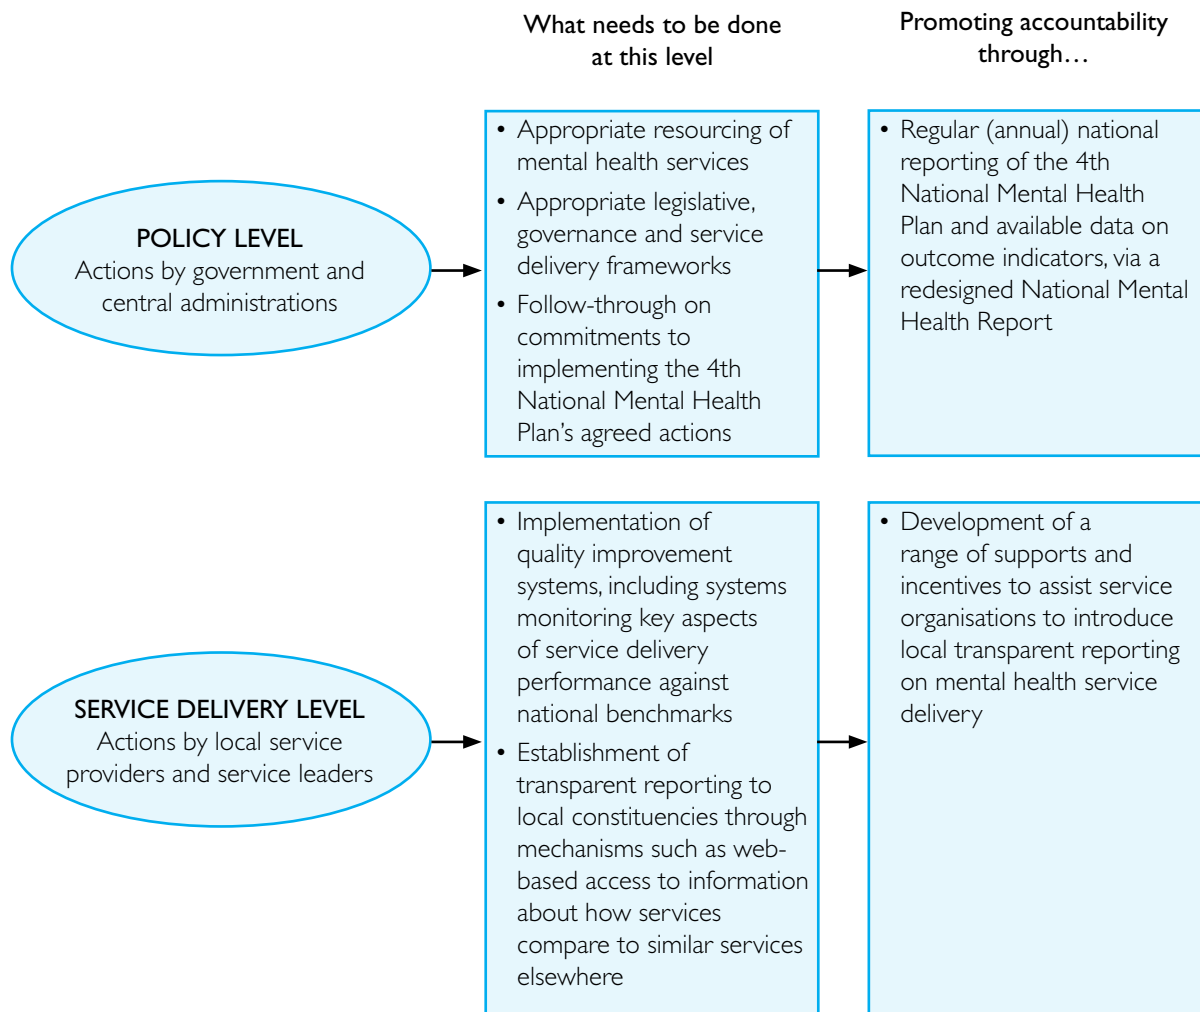 What needs to be done
at this level
Promoting accountability
through…
POLICY LEVEL
Actions by government and
central administrations
• Appropriate resourcing of
mental health services
• Appropriate legislative,
governance and service
delivery frameworks
• Follow-through on
commitments to
implementing the 4th
National Mental Health
Plan’s agreed actions
• Regular (annual) national
reporting of the 4th
National Mental Health
Plan and available data on
outcome indicators, via a
redesigned National Mental
Health Report
SERVICE DELIVERY LEVEL
Actions by local service
providers and service leaders
• Implementation of
quality improvement
systems, including systems
monitoring key aspects
of service delivery
performance against
national benchmarks
• Establishment of
transparent reporting to
local constituencies through
mechanisms such as web-
based access to information
about how services
compare to similar services
elsewhere
• Development of a
range of supports and
incentives to assist service
organisations to introduce
local transparent reporting
on mental health service
delivery